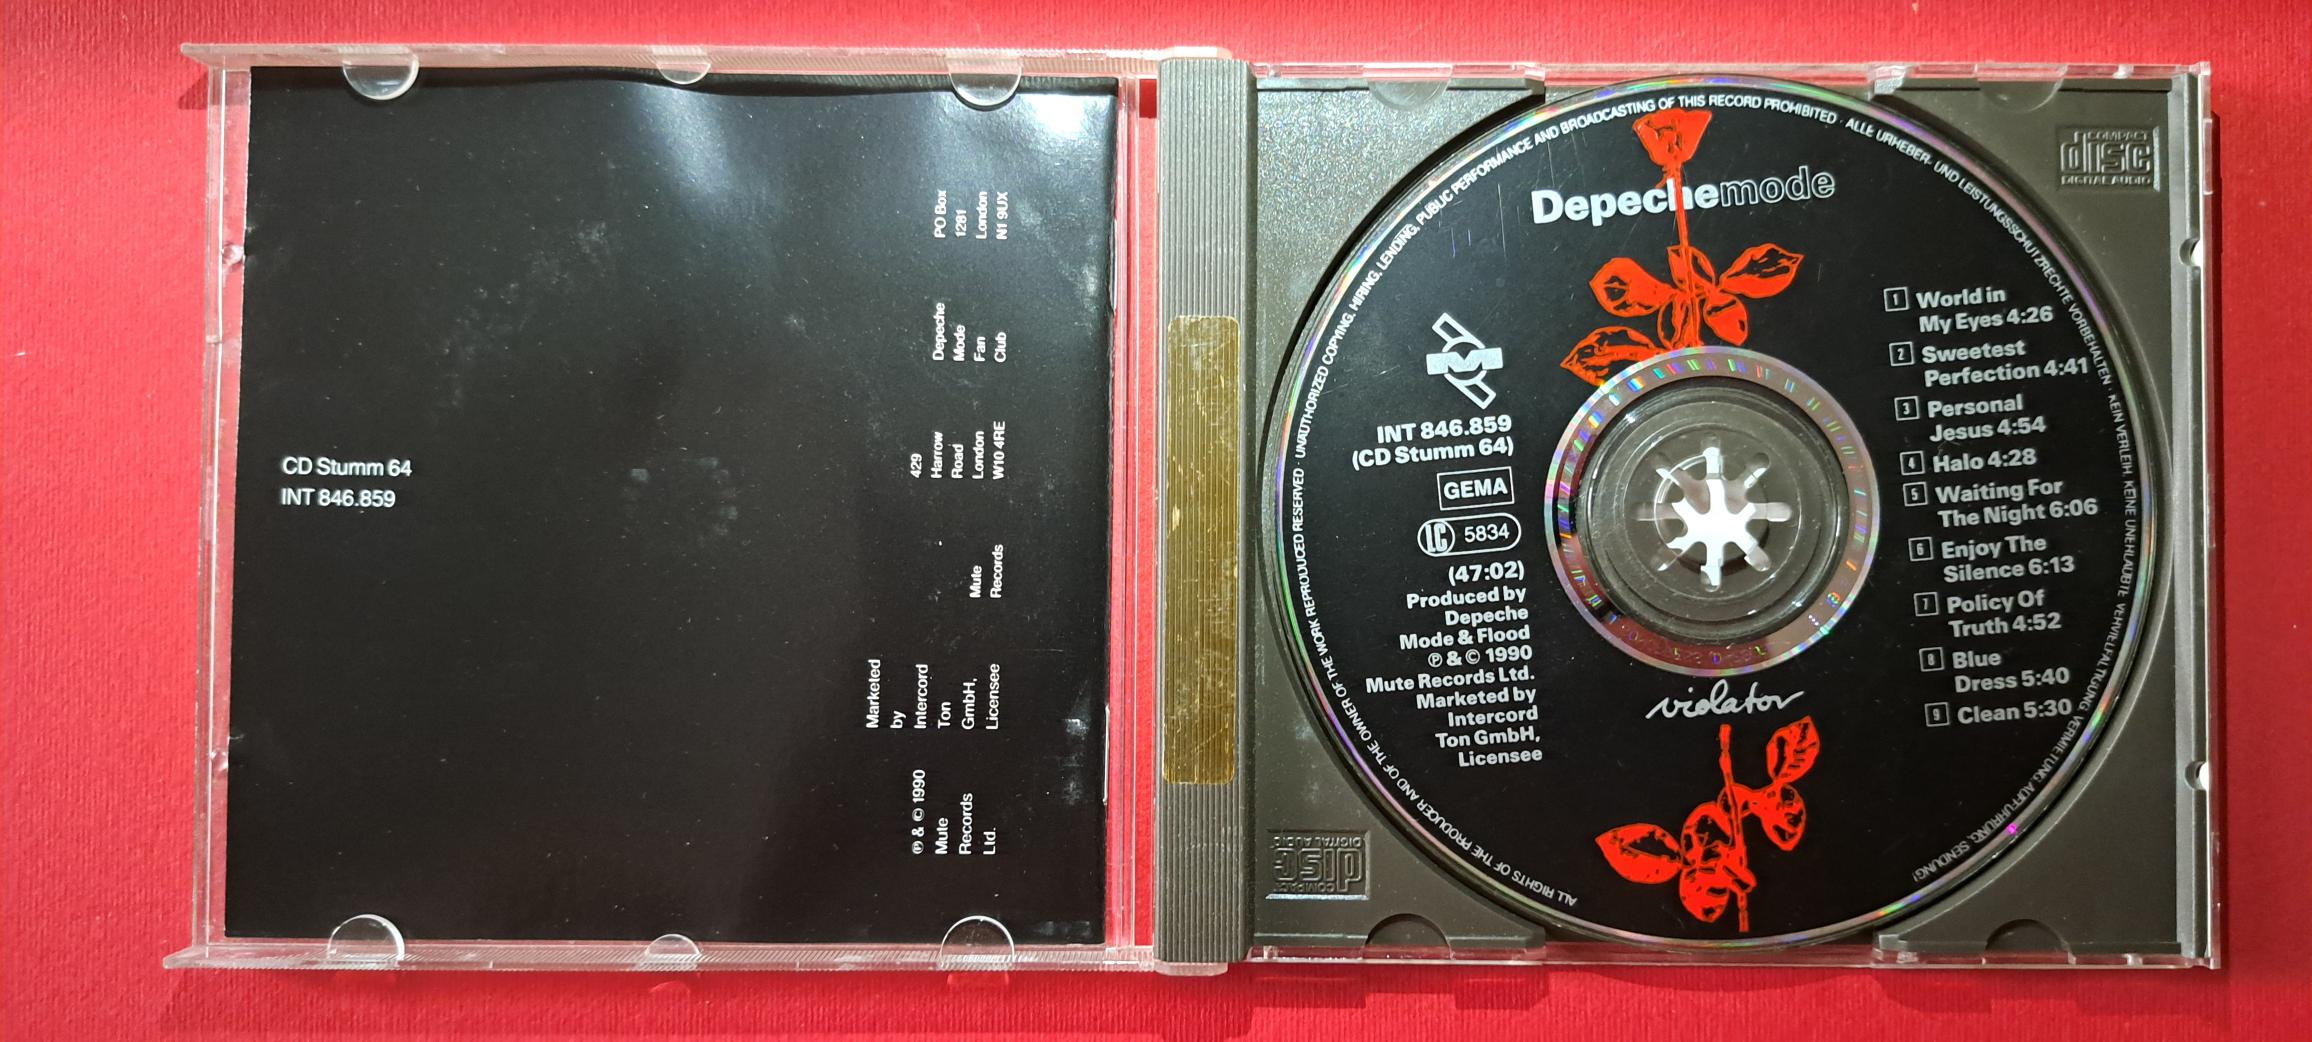 CD Stumm 64
INT 846.859
PO Box
1281
London
N1 9UX
Depeche
Mode
Fan
Club
429
Harrow
Road
London
W10 4RE
Mute
Records
Marketed
by
Intercord
Ton
GmbH,
Licensee
℗ & © 1990
Mute
Records
Ltd.
COMPACT
disc
DIGITAL AUDIO
COMPACT
disc
DIGITAL AUDIO
ALL RIGHTS OF THE PRODUCER AND OF THE OWNER OF THE WORK REPRODUCED RESERVED · UNAUTHORIZED COPYING, HIRING, LENDING, PUBLIC PERFORMANCE AND BROADCASTING OF THIS RECORD PROHIBITED · ALLE URHEBER- UND LEISTUNGSSCHUTZRECHTE VORBEHALTEN · KEIN VERLEIH, KEINE UNERLAUBTE VERVIELFÄLTIGUNG, VERMIETUNG, AUFFÜHRUNG, SENDUNG!
Depeche mode
INT 846.859
(CD Stumm 64)
GEMA
LC 5834
(47:02)
Produced by
Depeche
Mode & Flood
℗ & © 1990
Mute Records Ltd.
Marketed by
Intercord
Ton GmbH,
Licensee
1 World in
My Eyes 4:26
2 Sweetest
Perfection 4:41
3 Personal
Jesus 4:54
4 Halo 4:28
5 Waiting For
The Night 6:06
6 Enjoy The
Silence 6:13
7 Policy Of
Truth 4:52
8 Blue
Dress 5:40
9 Clean 5:30
violator